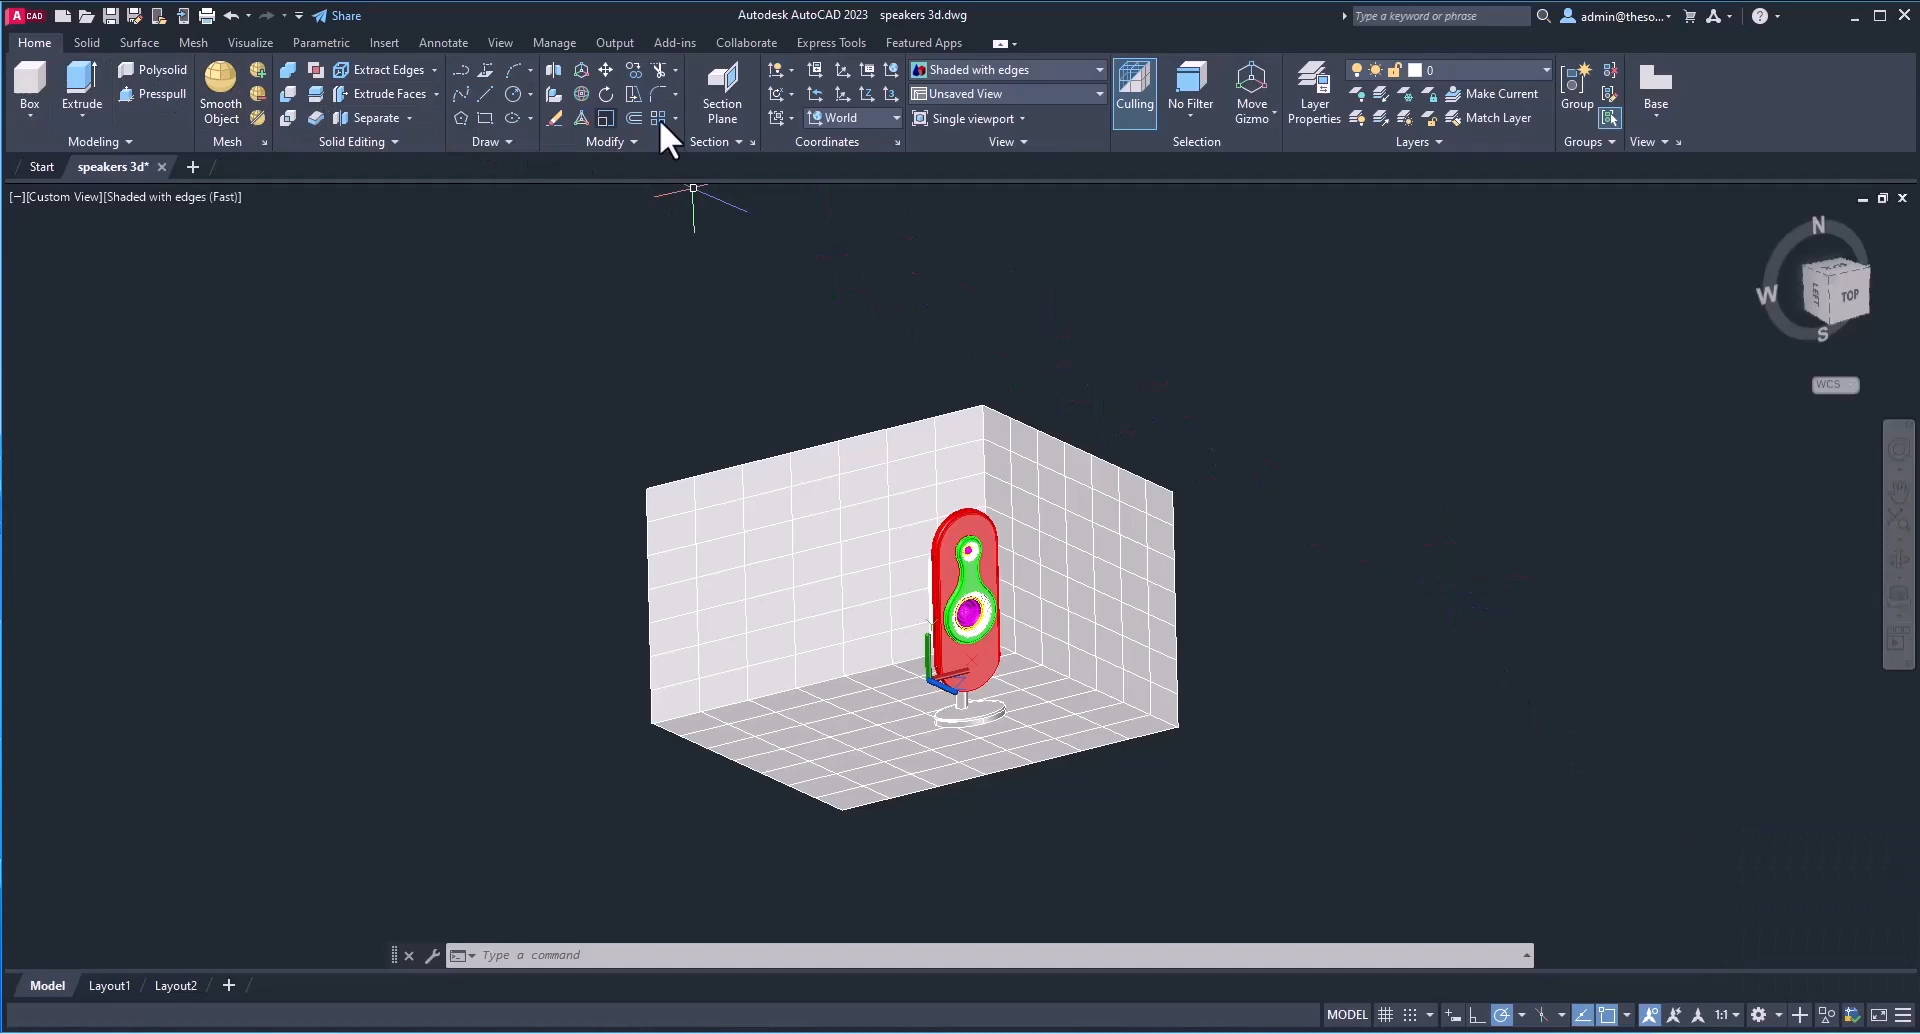 A CAD
Share
Autodesk AutoCAD 2023 speakers 3d.dwg
Type a keyword or phrase
admin@theso...
Home Solid Surface Mesh Visualize Parametric Insert Annotate View Manage Output Add-ins Collaborate Express Tools Featured Apps
Box
Extrude
Polysolid
Presspull
Modeling
Smooth
Object
Mesh
Extract Edges
Extrude Faces
Separate
Solid Editing
Draw
Modify
Section
Plane
Section
World
Coordinates
Shaded with edges
Unsaved View
Single viewport
View
Culling
No Filter
Move
Gizmo
Selection
Layer
Properties
0
Make Current
Match Layer
Layers
Group
Groups
Base
View
Start
speakers 3d*
[−][Custom View][Shaded with edges (Fast)]
N
W
S
LEFT
TOP
WCS
Type a command
Model Layout1 Layout2
MODEL
1:1